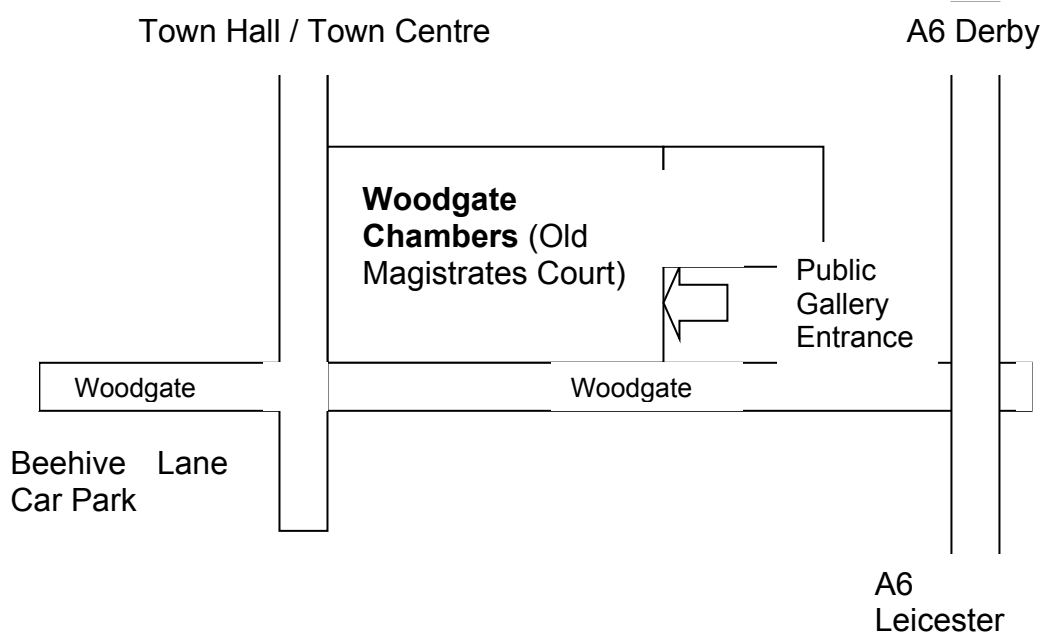 Town Hall / Town Centre
A6 Derby
Woodgate
Chambers (Old
Magistrates Court)
Public
Gallery
Entrance
Woodgate
Woodgate
Beehive Lane
Car Park
A6
Leicester